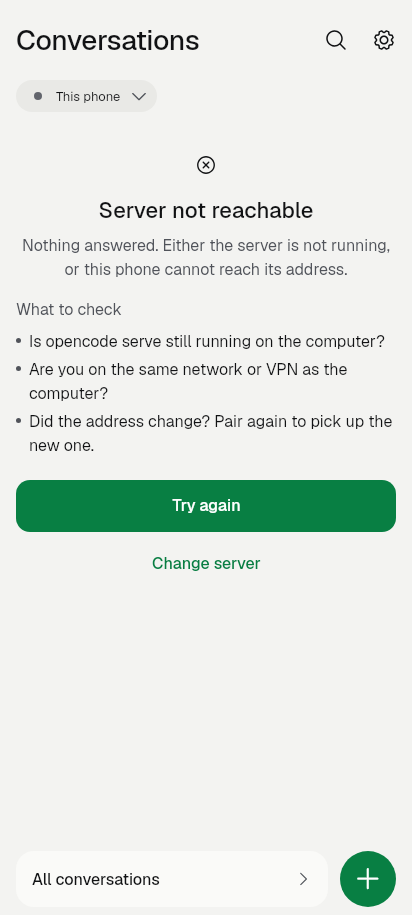 Conversations
This phone
Server not reachable
Nothing answered. Either the server is not running,
or this phone cannot reach its address.
What to check
• Is opencode serve still running on the computer?
• Are you on the same network or VPN as the
computer?
• Did the address change? Pair again to pick up the
new one.
Try again
Change server
All conversations